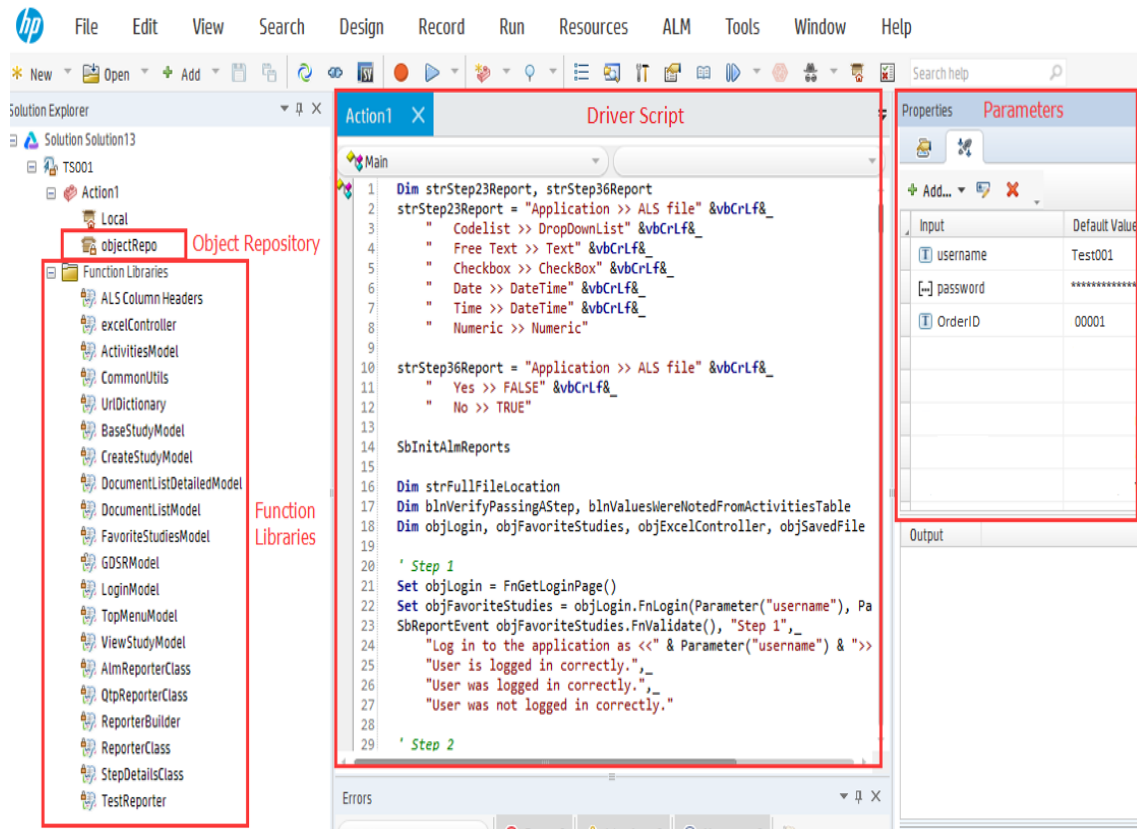 hp File Edit View Search Design Record Run Resources ALM Tools Window Help
New Open Add Search help
Solution Explorer
Solution Solution13
TS001
Action1
Local
objectRepo Object Repository
Function Libraries
ALS Column Headers
excelController
ActivitiesModel
CommonUtils
UrlDictionary
BaseStudyModel
CreateStudyModel
DocumentListDetailedModel
DocumentListModel
FavoriteStudiesModel
GDSRModel
LoginModel
TopMenuModel
ViewStudyModel
AlmReporterClass
QtpReporterClass
ReporterBuilder
ReporterClass
StepDetailsClass
TestReporter
Function
Libraries
Action1 Driver Script
Main
1 Dim strStep23Report, strStep36Report
2 strStep23Report = "Application >> ALS file" &vbCrLf&_
3 " Codelist >> DropDownList" &vbCrLf&_
4 " Free Text >> Text" &vbCrLf&_
5 " Checkbox >> CheckBox" &vbCrLf&_
6 " Date >> DateTime" &vbCrLf&_
7 " Time >> DateTime" &vbCrLf&_
8 " Numeric >> Numeric"
9
10 strStep36Report = "Application >> ALS file" &vbCrLf&_
11 " Yes >> FALSE" &vbCrLf&_
12 " No >> TRUE"
13
14 SbInitAlmReports
15
16 Dim strFullFileLocation
17 Dim blnVerifyPassingAStep, blnValuesWereNotedFromActivitiesTable
18 Dim objLogin, objFavoriteStudies, objExcelController, objSavedFile
19
20 ' Step 1
21 Set objLogin = FnGetLoginPage()
22 Set objFavoriteStudies = objLogin.FnLogin(Parameter("username"), Pa
23 SbReportEvent objFavoriteStudies.FnValidate(), "Step 1",_
24 "Log in to the application as <<" & Parameter("username") & ">>
25 "User is logged in correctly.",_
26 "User was logged in correctly.",_
27 "User was not logged in correctly."
28
29 ' Step 2
Errors
Properties Parameters
Add...
Input Default Value
username Test001
password *************
OrderID 00001
Output